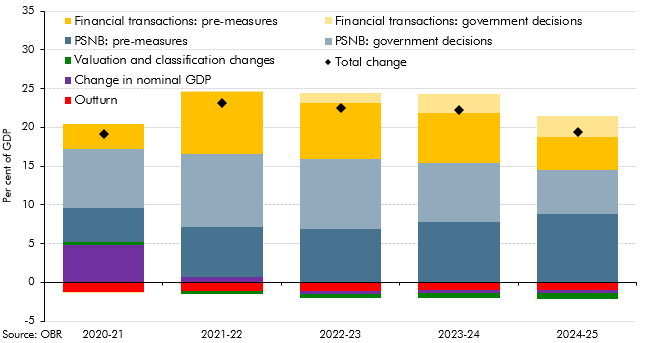 35
Financial transactions: pre-measures
Financial transactions: government decisions
PSNB: pre-measures
PSNB: government decisions
30
Valuation and classification changes
Total change
Change in nominal GDP
25
Outturn
20
15
10
5
0
-5
Per cent of GDP
Source: OBR
2020-21
2021-22
2022-23
2023-24
2024-25